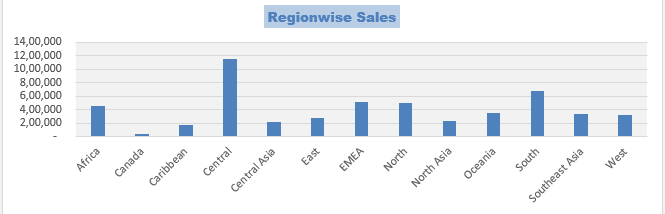 Regionwise Sales
14,00,000
12,00,000
10,00,000
8,00,000
6,00,000
4,00,000
2,00,000
-
Africa
Canada
Caribbean
Central
Central Asia
East
EMEA
North
North Asia
Oceania
South
Southeast Asia
West